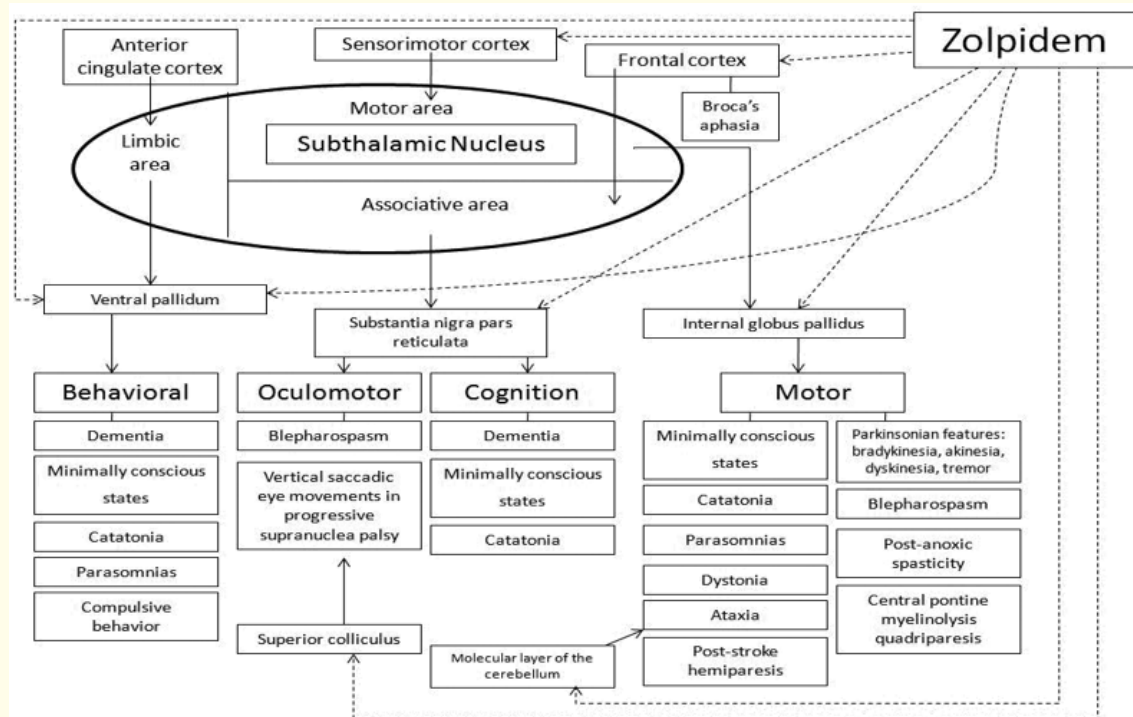 Zolpidem
Anterior
cingulate cortex
Sensorimotor cortex
Frontal cortex
Broca's
aphasia
Motor area
Subthalamic Nucleus
Limbic
area
Associative area
Ventral pallidum
Substantia nigra pars
reticulata
Internal globus pallidus
Behavioral
Dementia
Minimally conscious
states
Catatonia
Parasomnias
Compulsive
behavior
Oculomotor
Blepharospasm
Vertical saccadic
eye movements in
progressive
supranuclea palsy
Superior colliculus
Cognition
Dementia
Minimally conscious
states
Catatonia
Molecular layer of the
cerebellum
Motor
Minimally conscious
states
Catatonia
Parasomnias
Dystonia
Ataxia
Post-stroke
hemiparesis
Parkinsonian features:
bradykinesia, akinesia,
dyskinesia, tremor
Blepharospasm
Post-anoxic
spasticity
Central pontine
myelinolysis
quadriparesis